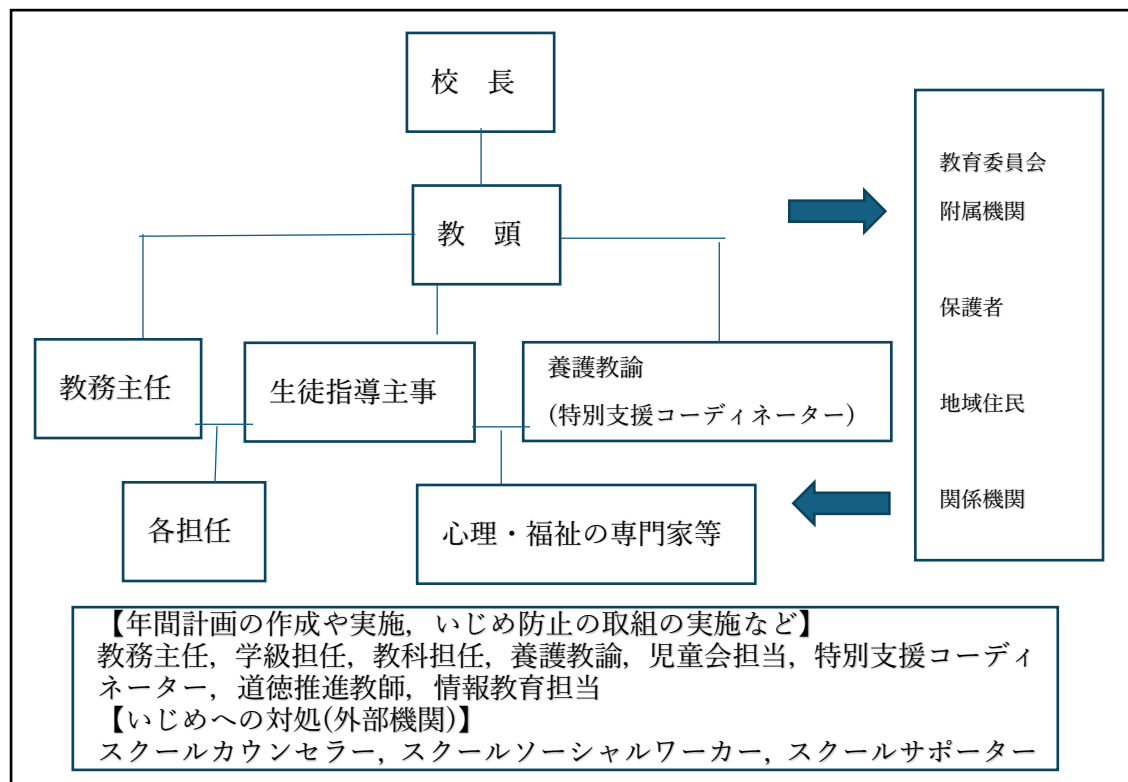 校　長
教　頭
教務主任
生徒指導主事
養護教諭
(特別支援コーディネーター)
各担任
心理・福祉の専門家等
教育委員会
附属機関
保護者
地域住民
関係機関
【年間計画の作成や実施，いじめ防止の取組の実施など】
教務主任，学級担任，教科担任，養護教諭，児童会担当，特別支援コーディ
ネーター，道徳推進教師，情報教育担当
【いじめへの対処(外部機関)】
スクールカウンセラー，スクールソーシャルワーカー，スクールサポーター